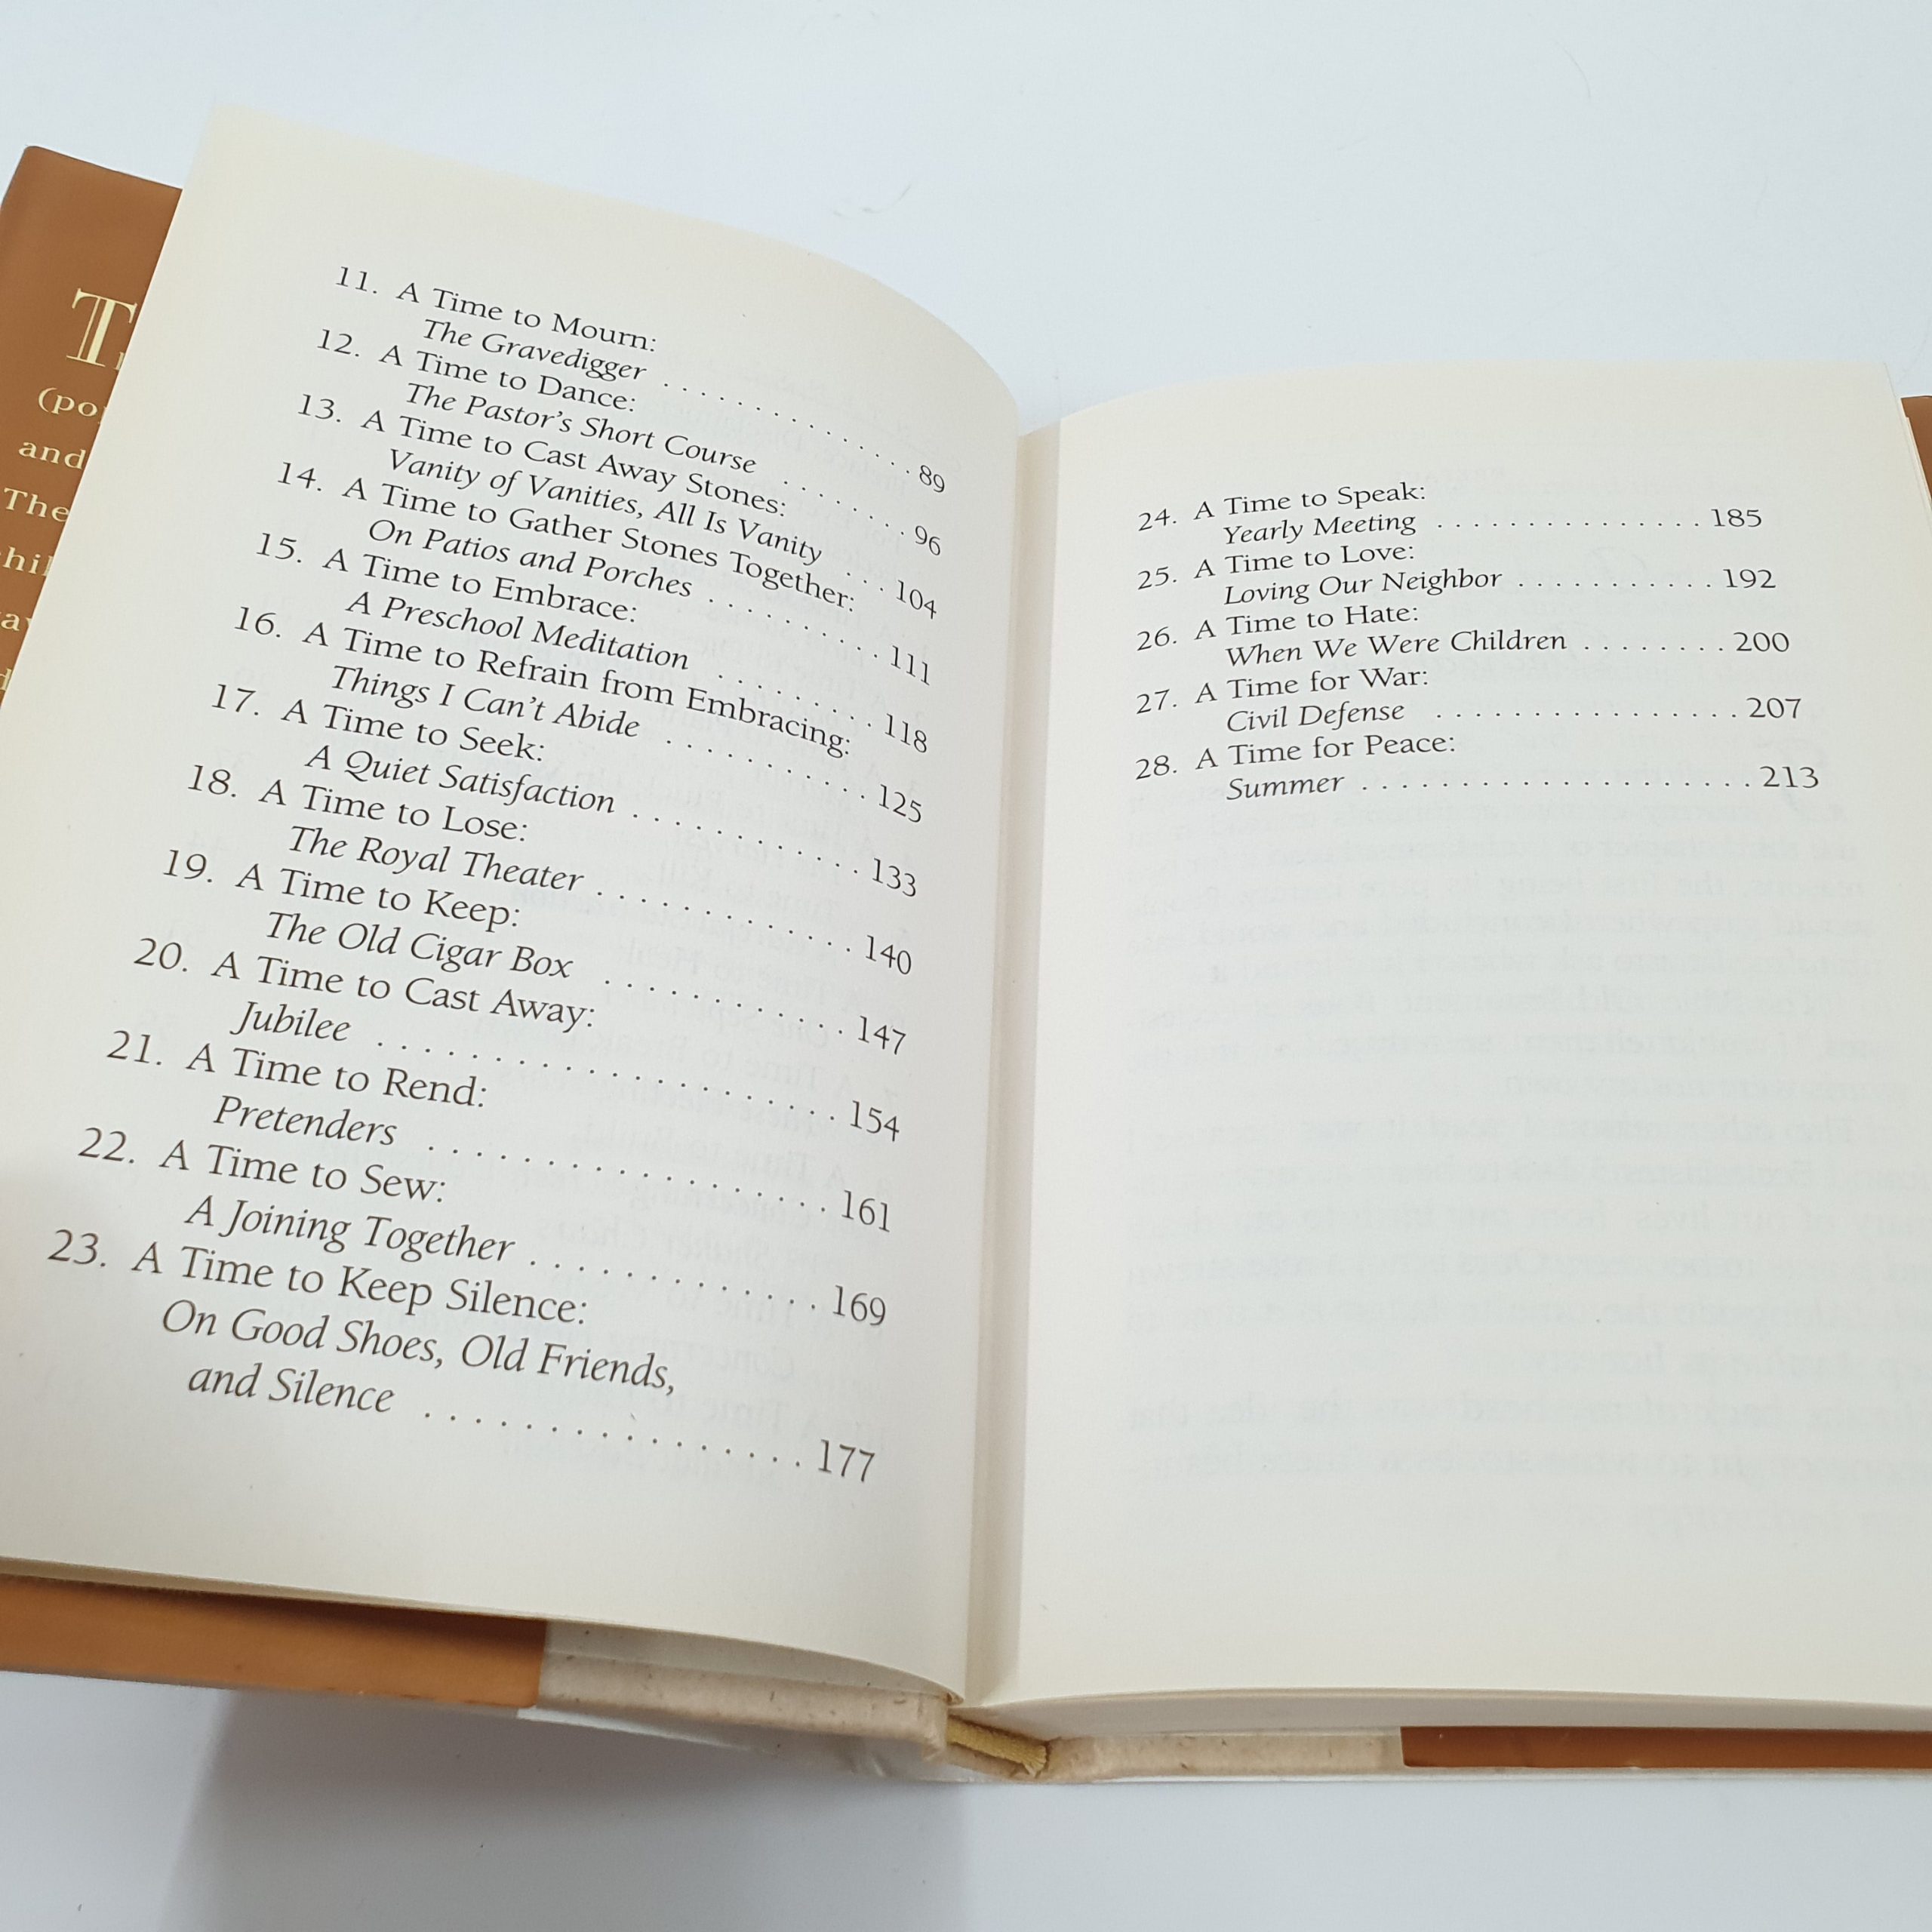 T
(po
and
The
11. A Time to Mourn:
The Gravedigger . . . . . . . . . . . . . . 89
12. A Time to Dance:
The Pastor's Short Course . . . . . . . . 96
13. A Time to Cast Away Stones:
Vanity of Vanities, All Is Vanity . . . 104
14. A Time to Gather Stones Together:
On Patios and Porches . . . . . . . . . 111
15. A Time to Embrace:
A Preschool Meditation . . . . . . . . . 118
16. A Time to Refrain from Embracing:
Things I Can't Abide . . . . . . . . . . 125
17. A Time to Seek:
A Quiet Satisfaction . . . . . . . . . . . 133
18. A Time to Lose:
The Royal Theater . . . . . . . . . . . . 140
19. A Time to Keep:
The Old Cigar Box . . . . . . . . . . . 147
20. A Time to Cast Away:
Jubilee . . . . . . . . . . . . . . . . . . . . 154
21. A Time to Rend:
Pretenders . . . . . . . . . . . . . . . . . 161
22. A Time to Sew:
A Joining Together . . . . . . . . . . . . 169
23. A Time to Keep Silence:
On Good Shoes, Old Friends,
and Silence . . . . . . . . . . . . . . . . 177
24. A Time to Speak:
Yearly Meeting . . . . . . . . . . . . . . . 185
25. A Time to Love:
Loving Our Neighbor . . . . . . . . . . . 192
26. A Time to Hate:
When We Were Children . . . . . . . . 200
27. A Time for War:
Civil Defense . . . . . . . . . . . . . . . . 207
28. A Time for Peace:
Summer . . . . . . . . . . . . . . . . . . . . 213